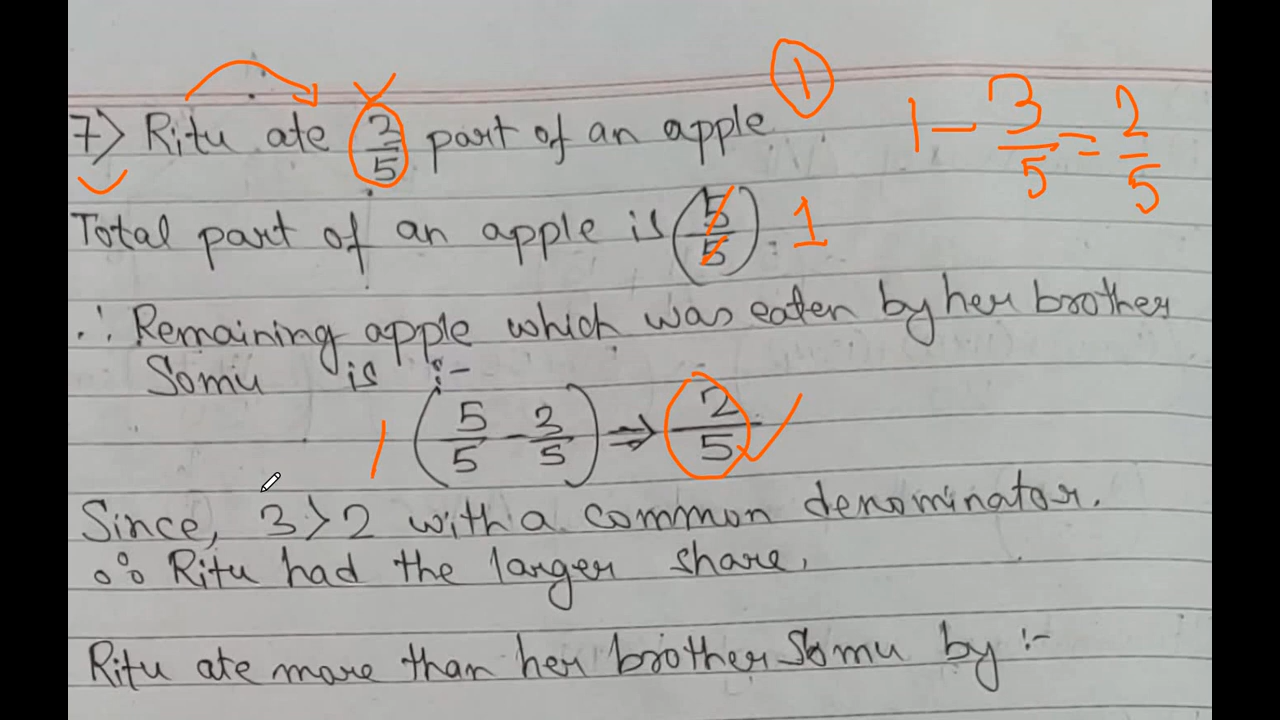 7) Ritu ate 3/5 part of an apple 1
1 - 3/5 = 2/5
Total part of an apple is (5/5). 1
∴ Remaining apple which was eaten by her brother
Somu is :-
1 (5/5 - 3/5) ⇒ 2/5
Since, 3 > 2 with a common denominator.
∴ Ritu had the larger share.
Ritu ate more than her brother Somu by :-